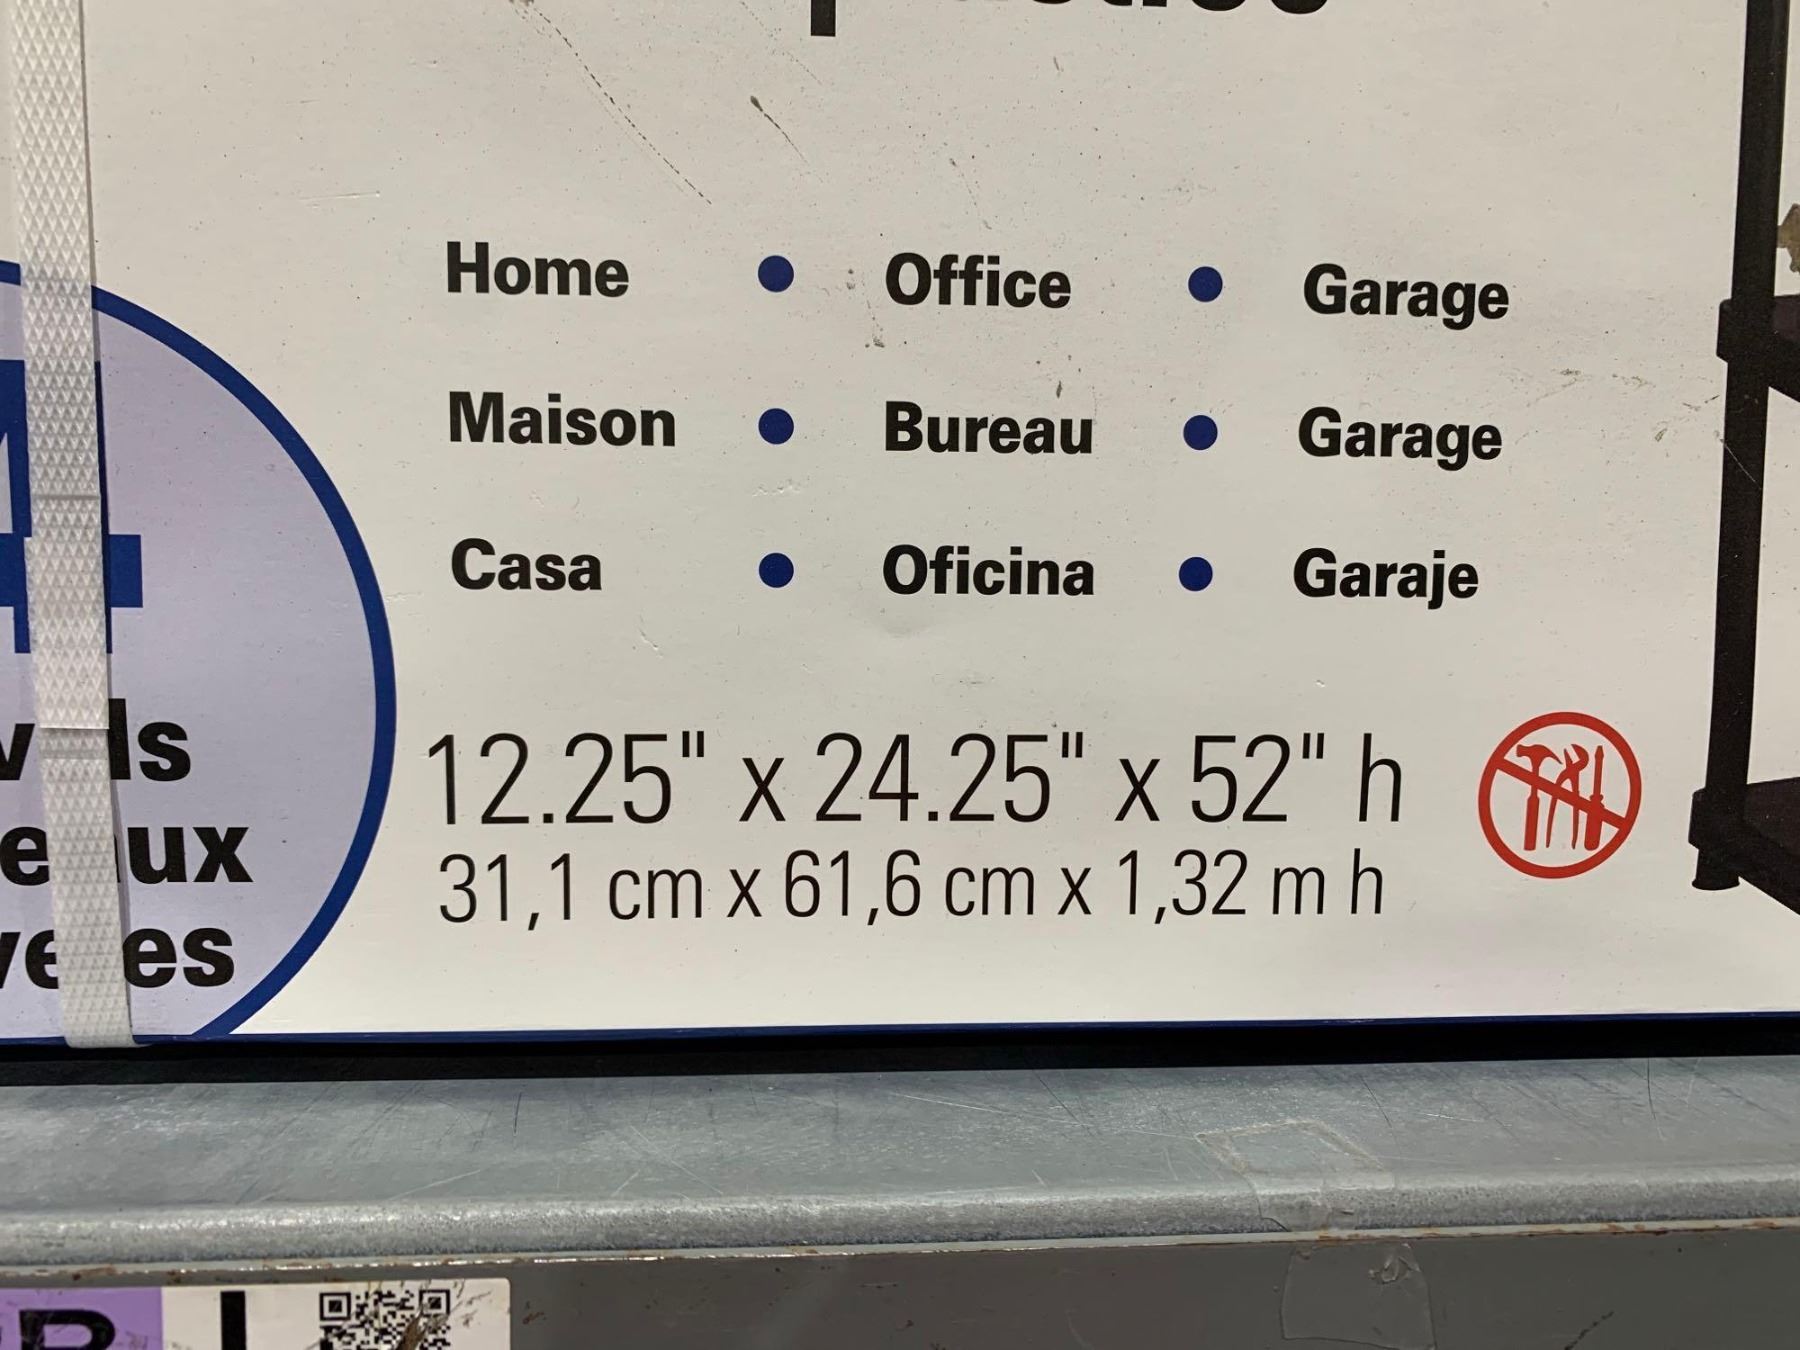 Home • Office • Garage
Maison • Bureau • Garage
Casa • Oficina • Garaje
4
12.25" x 24.25" x 52" h
31,1 cm x 61,6 cm x 1,32 m h